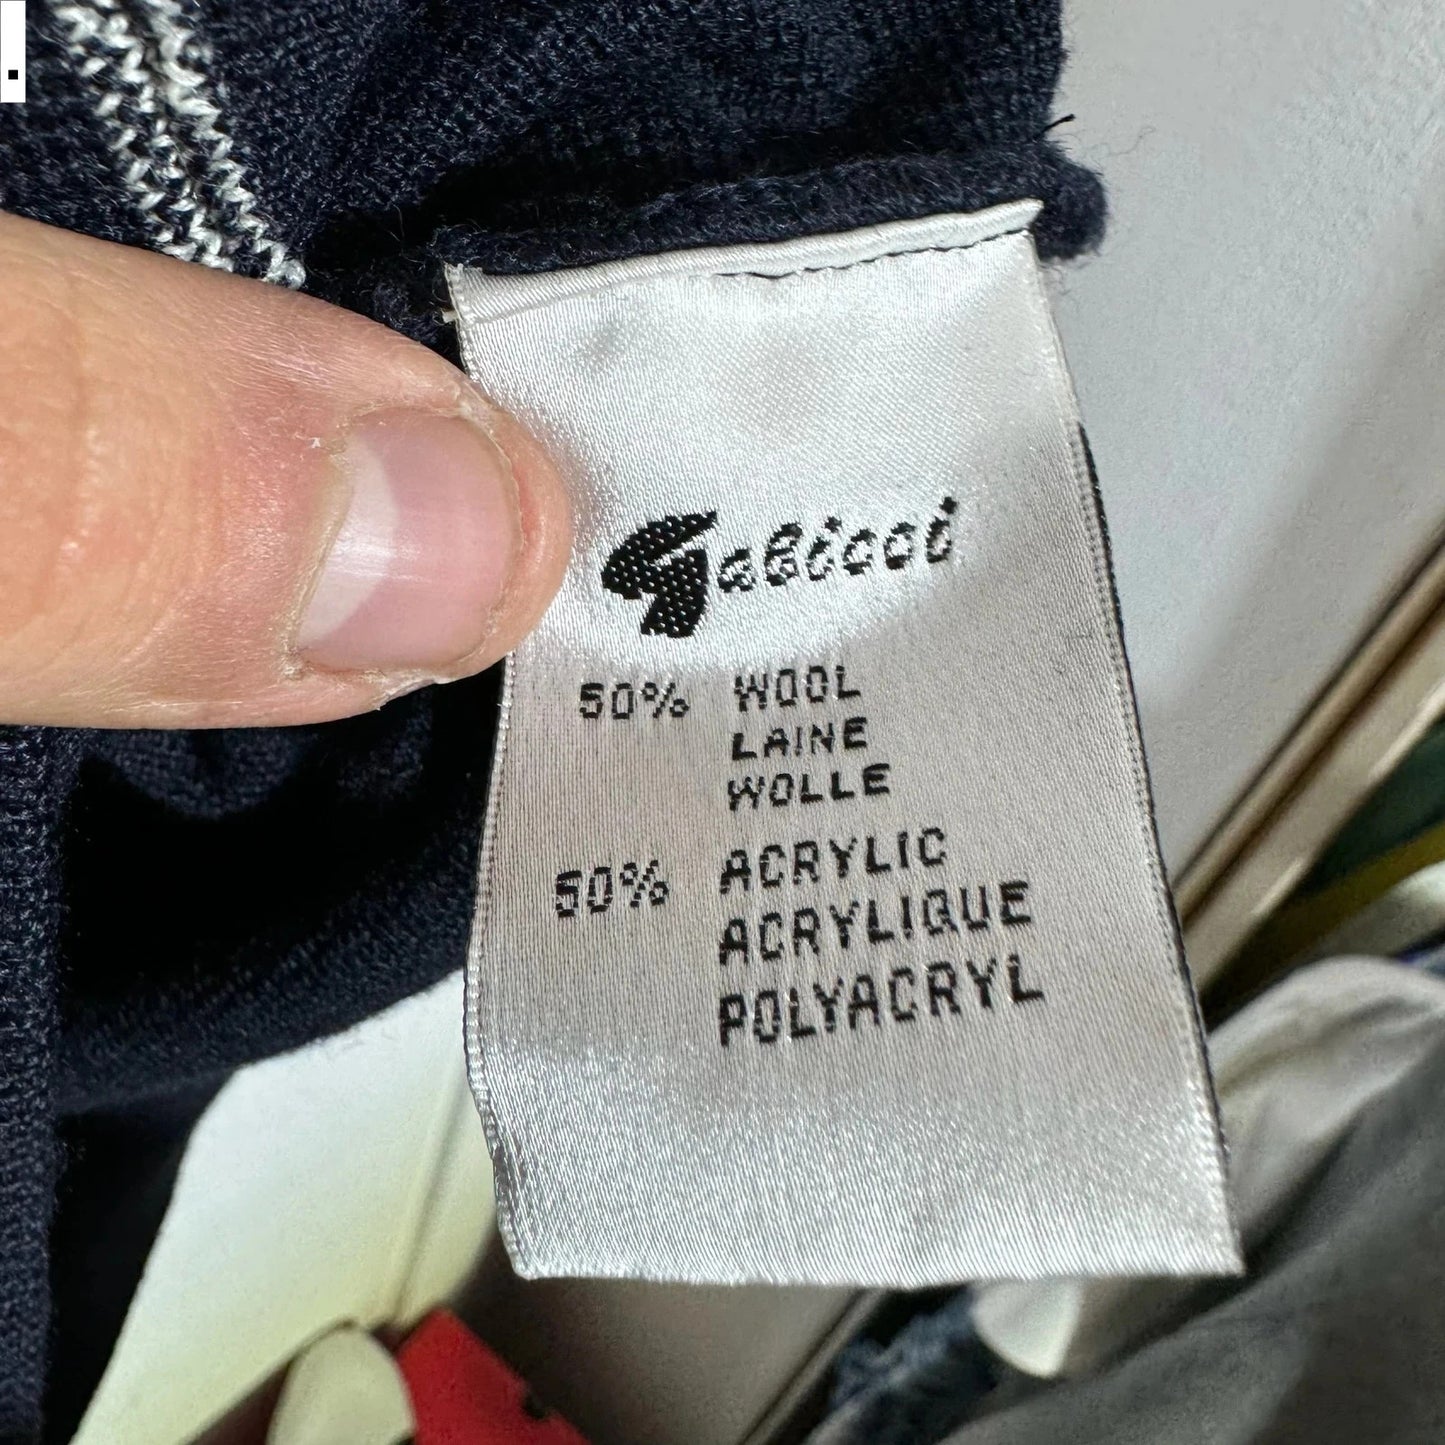 .
Gabicci
50% WOOL
LAINE
WOLLE
50% ACRYLIC
ACRYLIQUE
POLYACRYL